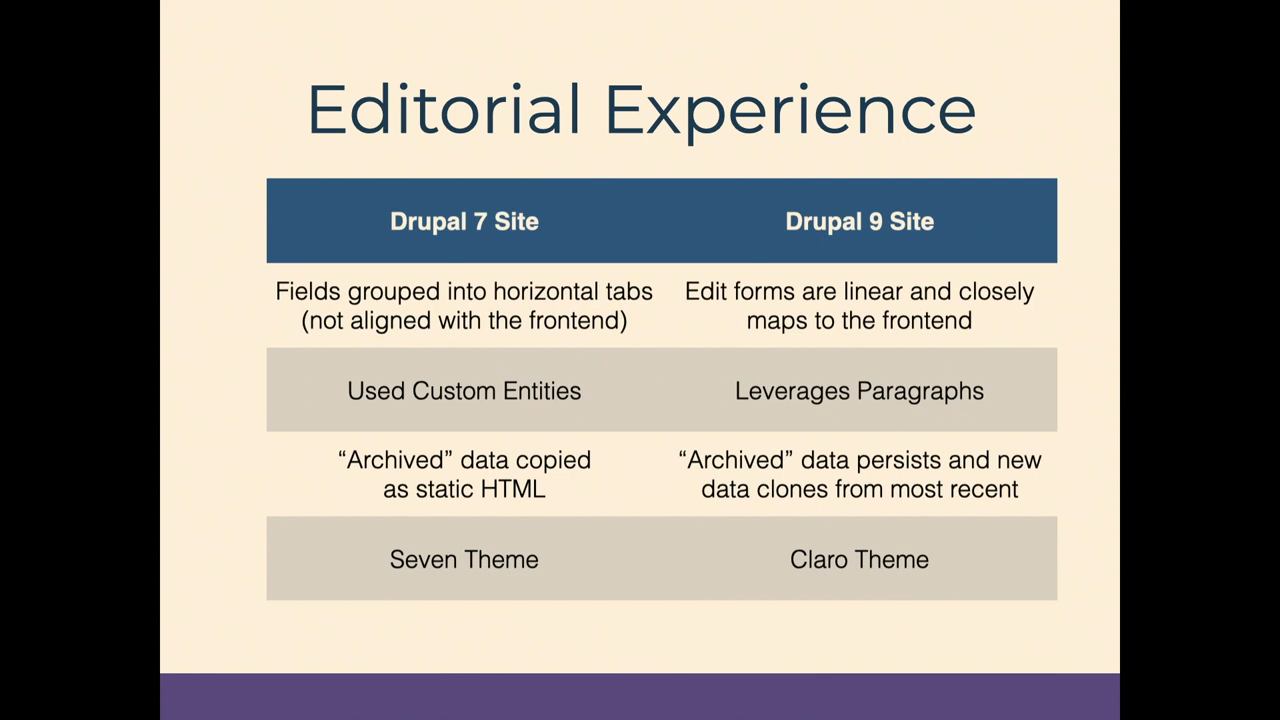 Editorial Experience
Drupal 7 Site
Drupal 9 Site
Fields grouped into horizontal tabs
(not aligned with the frontend)
Edit forms are linear and closely
maps to the frontend
Used Custom Entities
Leverages Paragraphs
“Archived” data copied
as static HTML
“Archived” data persists and new
data clones from most recent
Seven Theme
Claro Theme